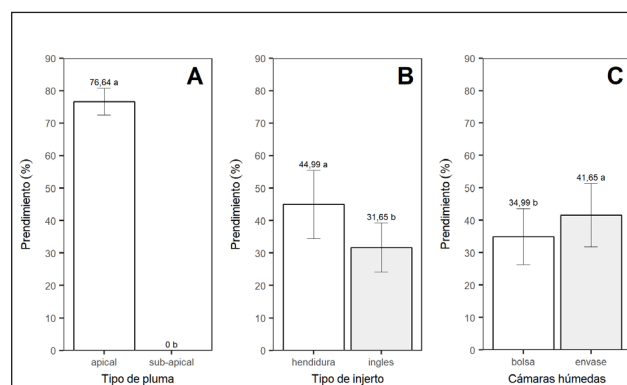 A
Prendimiento (%)
90
80
70
60
50
40
30
20
10
0
76,64 a
0 b
apical
sub-apical
Tipo de pluma
B
Prendimiento (%)
90
80
70
60
50
40
30
20
10
0
44,99 a
31,65 b
hendidura
ingles
Tipo de injerto
C
Prendimiento (%)
90
80
70
60
50
40
30
20
10
0
34,99 b
41,65 a
bolsa
envase
Cámaras húmedas